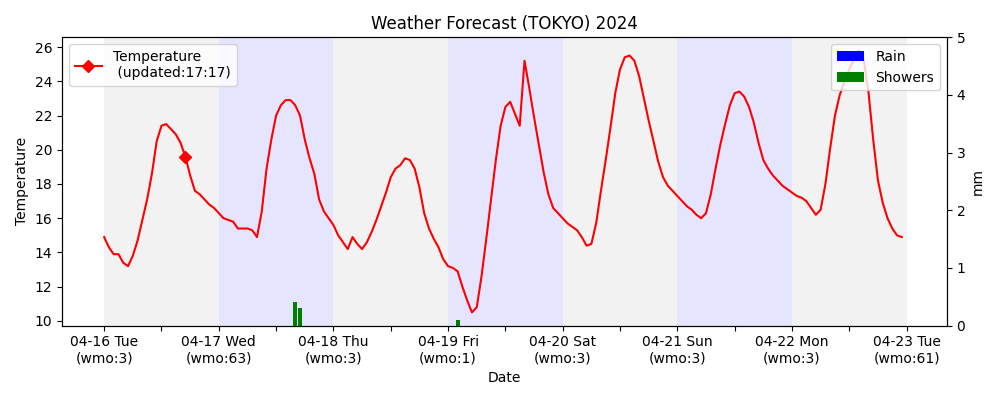 Weather Forecast (TOKYO) 2024
Temperature
(updated:17:17)
Rain
Showers
Temperature
26
24
22
20
18
16
14
12
10
5
4
3
2
1
0
mm
04-16 Tue
(wmo:3)
04-17 Wed
(wmo:63)
04-18 Thu
(wmo:3)
04-19 Fri
(wmo:1)
04-20 Sat
(wmo:3)
04-21 Sun
(wmo:3)
04-22 Mon
(wmo:3)
04-23 Tue
(wmo:61)
Date